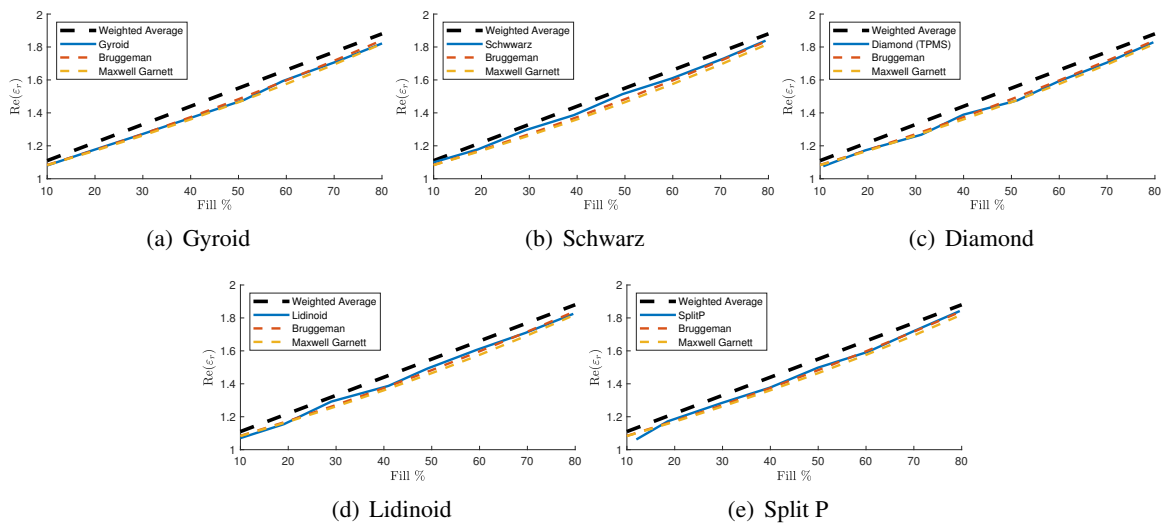 2
1.8
1.6
1.4
1.2
1
Re(εᵣ)
Weighted Average
Gyroid
Bruggeman
Maxwell Garnett
10 20 30 40 50 60 70 80
Fill %
(a) Gyroid
2
1.8
1.6
1.4
1.2
1
Re(εᵣ)
Weighted Average
Schwwarz
Bruggeman
Maxwell Garnett
10 20 30 40 50 60 70 80
Fill %
(b) Schwarz
2
1.8
1.6
1.4
1.2
1
Re(εᵣ)
Weighted Average
Diamond (TPMS)
Bruggeman
Maxwell Garnett
10 20 30 40 50 60 70 80
Fill %
(c) Diamond
2
1.8
1.6
1.4
1.2
1
Re(εᵣ)
Weighted Average
Lidinoid
Bruggeman
Maxwell Garnett
10 20 30 40 50 60 70 80
Fill %
(d) Lidinoid
2
1.8
1.6
1.4
1.2
1
Re(εᵣ)
Weighted Average
SplitP
Bruggeman
Maxwell Garnett
10 20 30 40 50 60 70 80
Fill %
(e) Split P